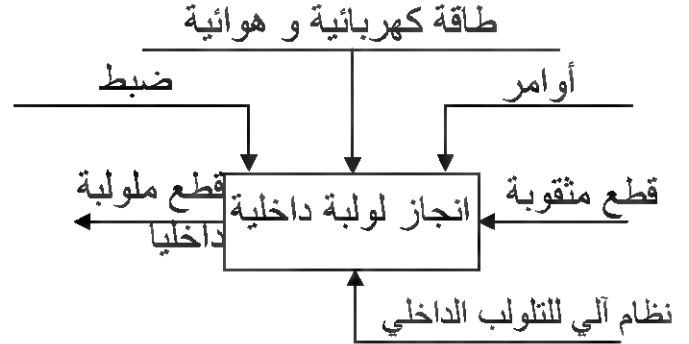 طاقة كهربائية و هوائية
أوامر
ضبط
قطع مثقوبة
انجاز لولبة داخلية
قطع ملولبة
داخليا
نظام آلي للتلولب الداخلي